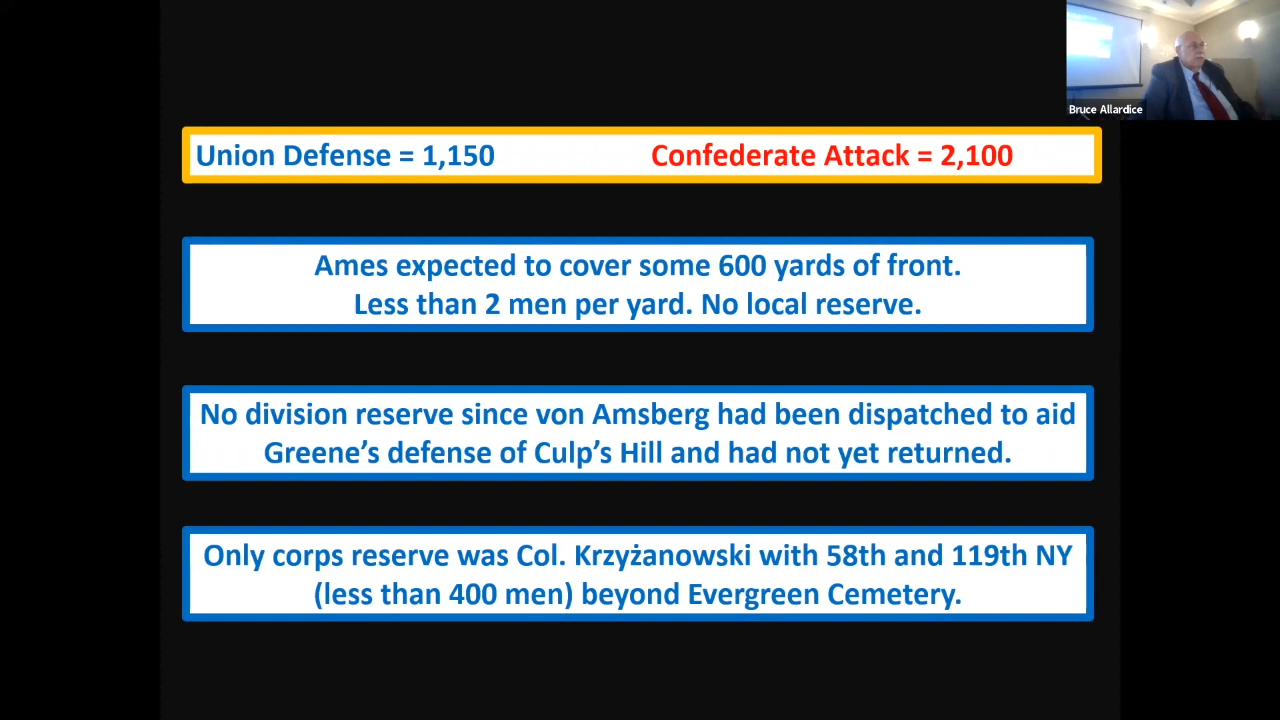 Bruce Allardice
Union Defense = 1,150 Confederate Attack = 2,100
Ames expected to cover some 600 yards of front.
Less than 2 men per yard. No local reserve.
No division reserve since von Amsberg had been dispatched to aid
Greene’s defense of Culp’s Hill and had not yet returned.
Only corps reserve was Col. Krzyżanowski with 58th and 119th NY
(less than 400 men) beyond Evergreen Cemetery.